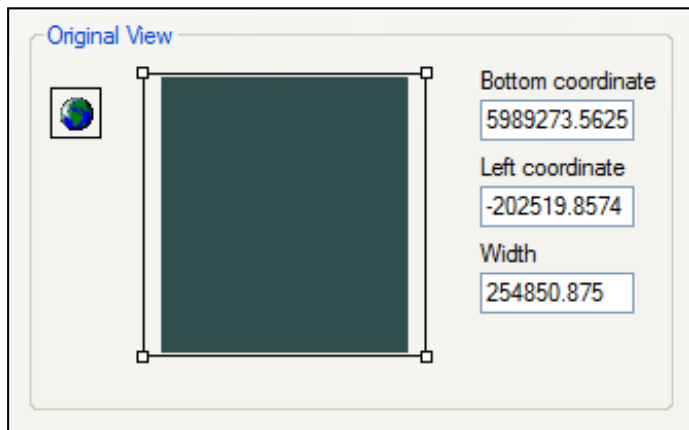 Original View
Bottom coordinate
5989273.5625
Left coordinate
-202519.8574
Width
254850.875